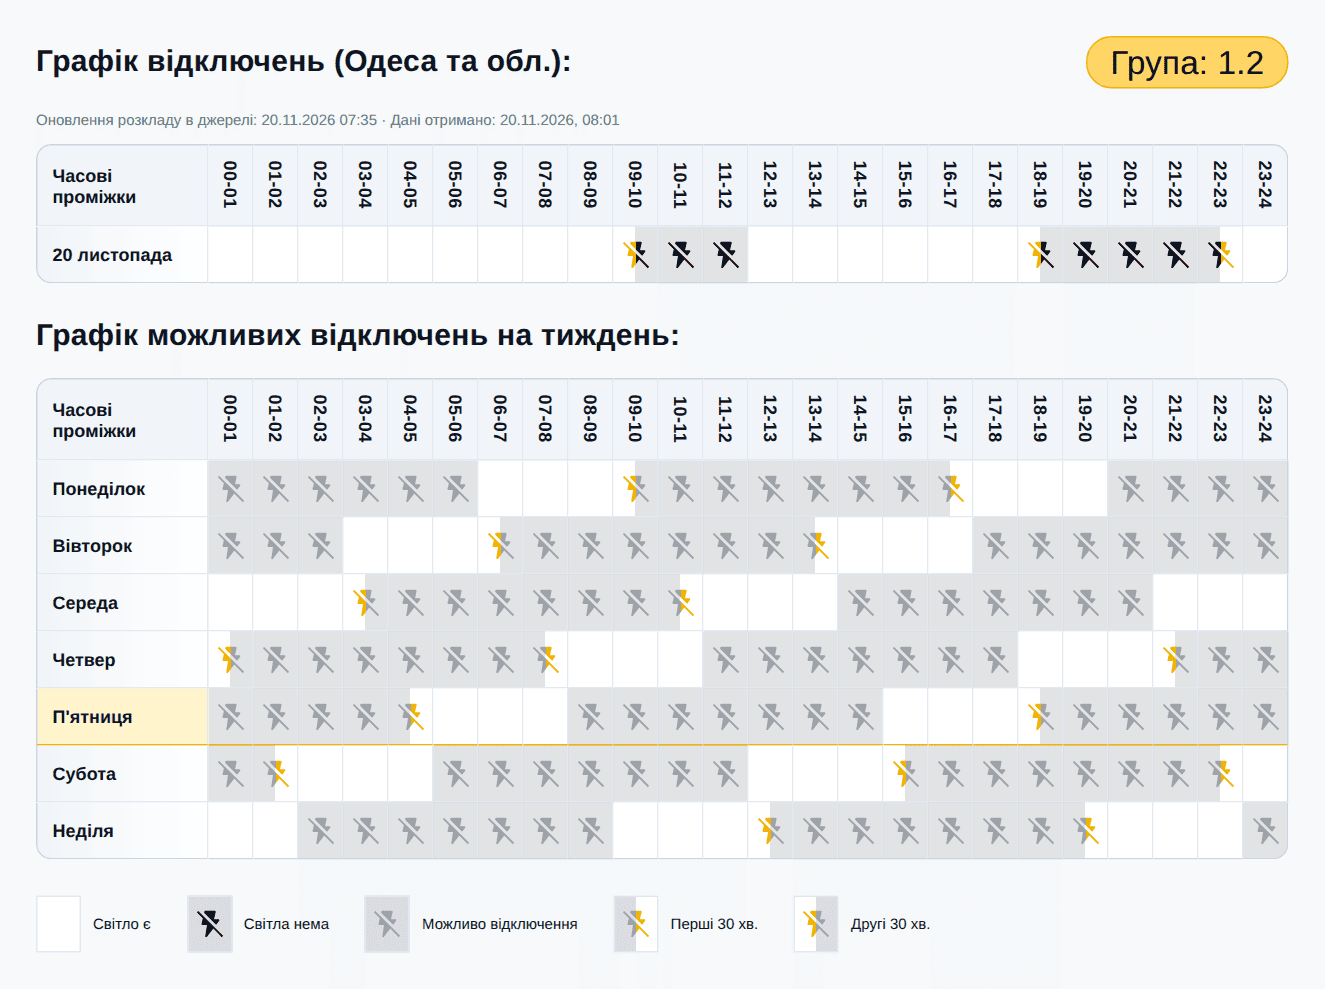 Графік відключень (Одеса та обл.):
Група: 1.2
Оновлення розкладу в джерелі: 20.11.2026 07:35 · Дані отримано: 20.11.2026, 08:01
Часові проміжки 00-01 01-02 02-03 03-04 04-05 05-06 06-07 07-08 08-09 09-10 10-11 11-12 12-13 13-14 14-15 15-16 16-17 17-18 18-19 19-20 20-21 21-22 22-23 23-24
20 листопада
Графік можливих відключень на тиждень:
Часові проміжки 00-01 01-02 02-03 03-04 04-05 05-06 06-07 07-08 08-09 09-10 10-11 11-12 12-13 13-14 14-15 15-16 16-17 17-18 18-19 19-20 20-21 21-22 22-23 23-24
Понеділок
Вівторок
Середа
Четвер
П'ятниця
Субота
Неділя
Світло є
Світла нема
Можливо відключення
Перші 30 хв.
Другі 30 хв.